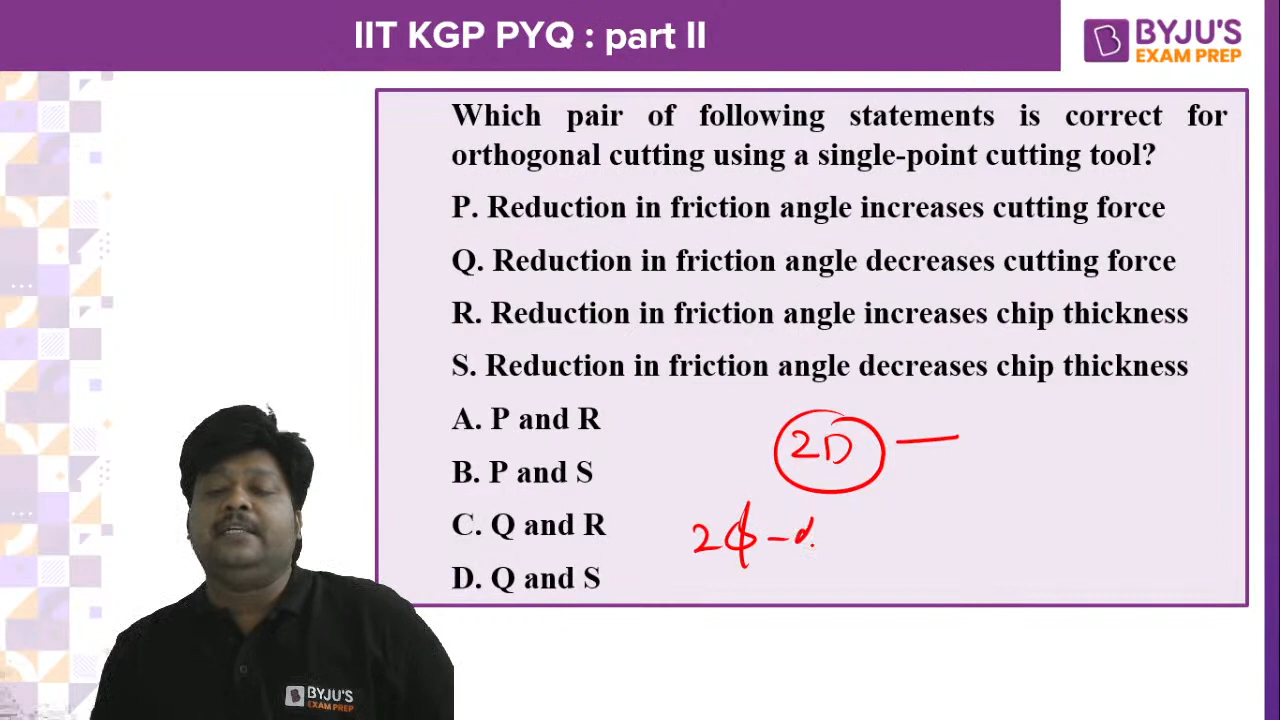 IIT KGP PYQ : part II
BYJU'S
EXAM PREP
Which pair of following statements is correct for
orthogonal cutting using a single-point cutting tool?
P. Reduction in friction angle increases cutting force
Q. Reduction in friction angle decreases cutting force
R. Reduction in friction angle increases chip thickness
S. Reduction in friction angle decreases chip thickness
A. P and R
2D —
B. P and S
C. Q and R
2ϕ -
D. Q and S
BYJU'S
EXAM PREP